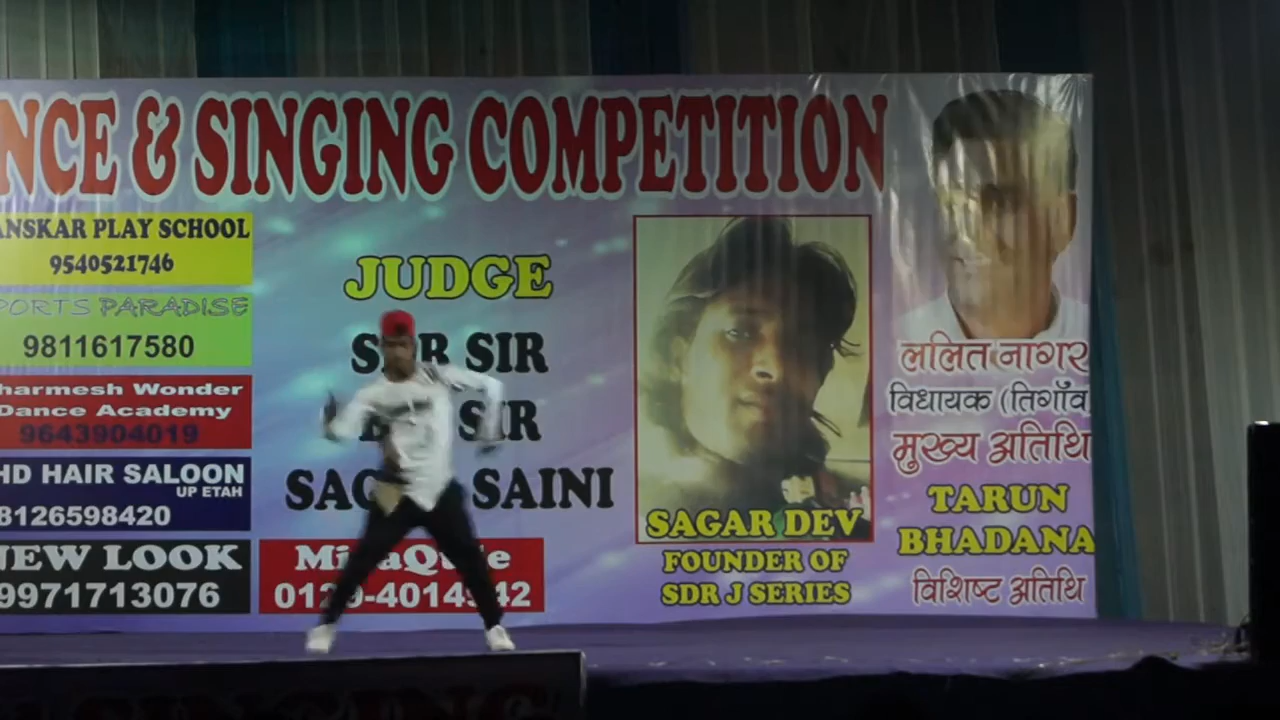 NCE & SINGING COMPETITION
ANSKAR PLAY SCHOOL
9540521746
PORTS PARADISE
9811617580
harmesh Wonder
Dance Academy
9643904019
HD HAIR SALOON
UP ETAH
8126598420
NEW LOOK
9971713076
JUDGE
SIR
SIR
SAINI
SAGAR DEV
FOUNDER OF
SDR J SERIES
ललित नागर
विधायक (तिगाँव
मुख्य अतिथि
TARUN
BHADANA
विशिष्ट अतिथि
SINGING